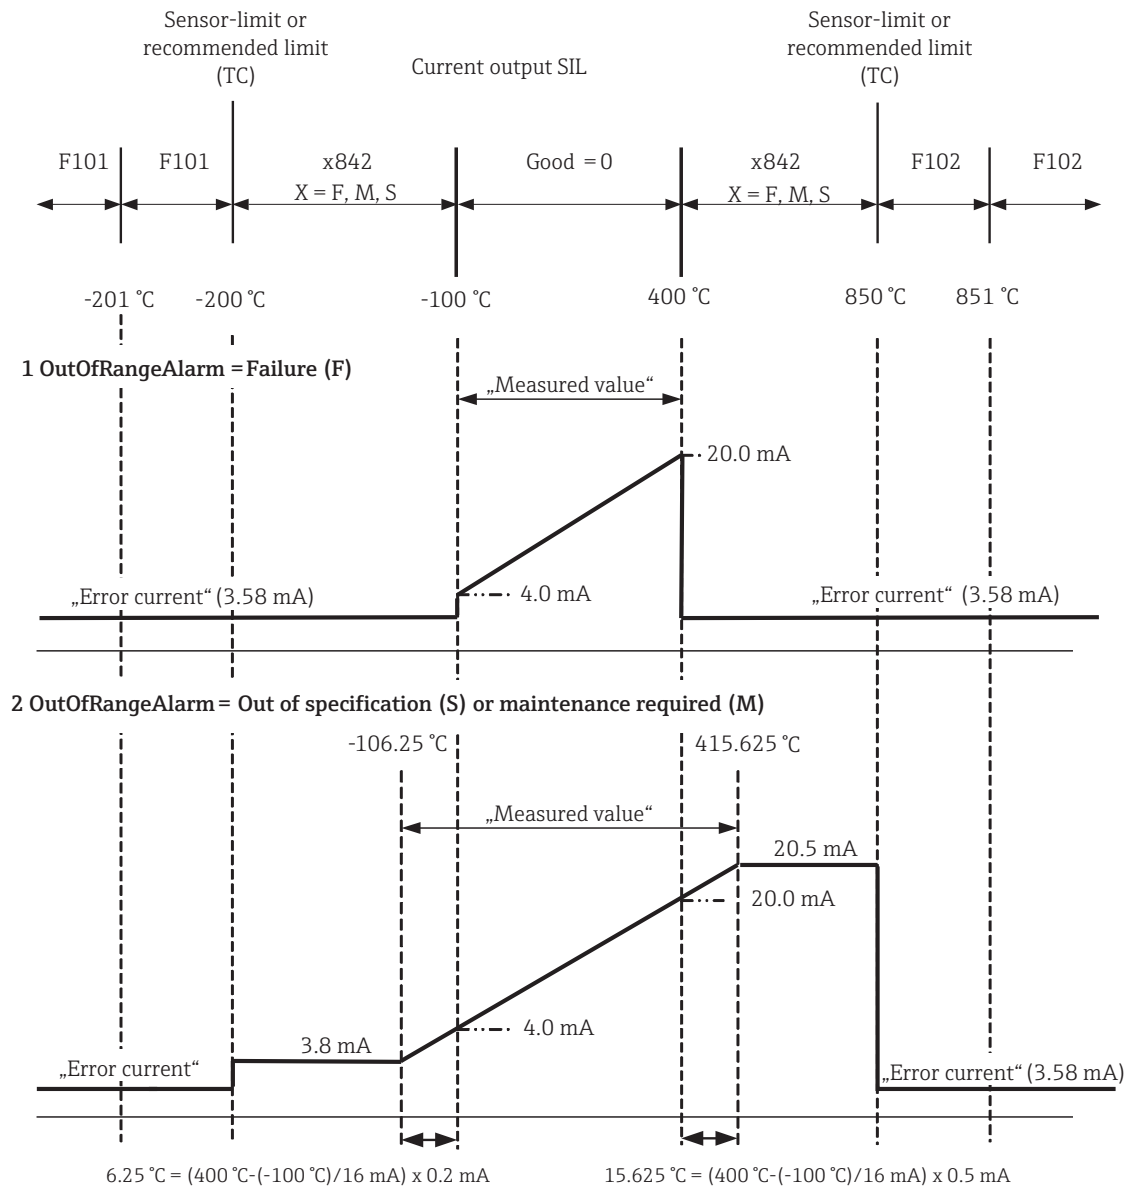 Sensor-limit or
recommended limit
(TC)
Current output SIL
Sensor-limit or
recommended limit
(TC)
F101
F101
x842
X = F, M, S
Good = 0
x842
X = F, M, S
F102
F102
-201 °C
-200 °C
-100 °C
400 °C
850 °C
851 °C
1 OutOfRangeAlarm = Failure (F)
„Measured value“
20.0 mA
4.0 mA
„Error current“ (3.58 mA)
„Error current“ (3.58 mA)
2 OutOfRangeAlarm = Out of specification (S) or maintenance required (M)
-106.25 °C
415.625 °C
„Measured value“
20.5 mA
20.0 mA
4.0 mA
3.8 mA
„Error current“
„Error current“ (3.58 mA)
6.25 °C = (400 °C-(-100 °C)/16 mA) x 0.2 mA
15.625 °C = (400 °C-(-100 °C)/16 mA) x 0.5 mA